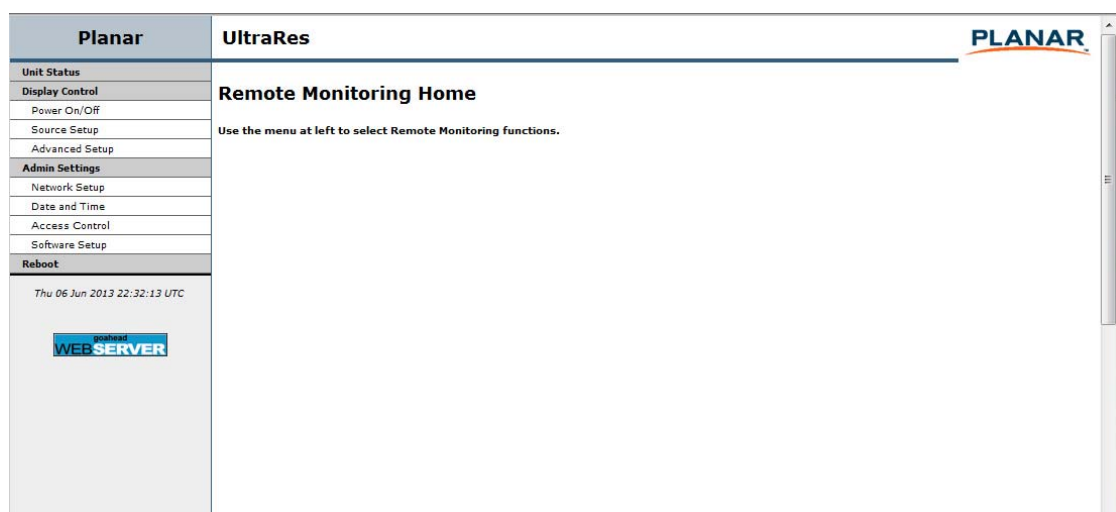 Planar
UltraRes
PLANAR
Unit Status
Display Control
Power On/Off
Source Setup
Advanced Setup
Admin Settings
Network Setup
Date and Time
Access Control
Software Setup
Reboot
Thu 06 Jun 2013 22:32:13 UTC
goahead
WEBSERVER
Remote Monitoring Home
Use the menu at left to select Remote Monitoring functions.